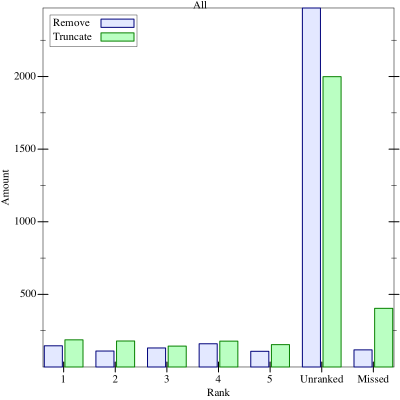 All
Remove
Truncate
2000
1500
1000
500
Amount
1 2 3 4 5 Unranked Missed
Rank